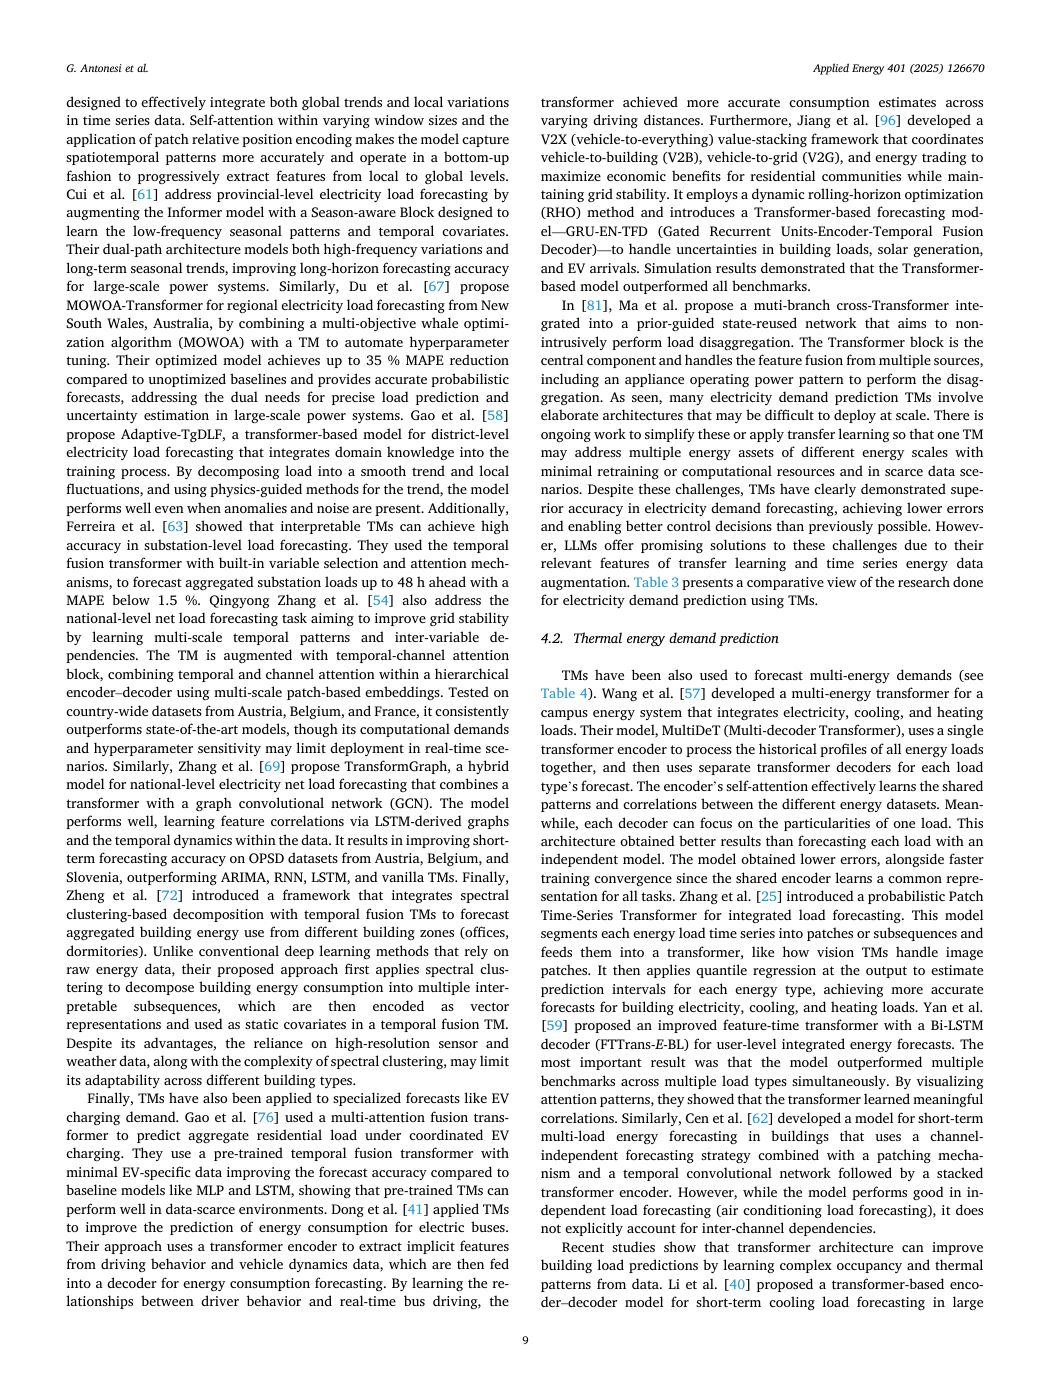 G. Antonesi et al.
Applied Energy 401 (2025) 126670
designed to effectively integrate both global trends and local variations
in time series data. Self-attention within varying window sizes and the
application of patch relative position encoding makes the model capture
spatiotemporal patterns more accurately and operate in a bottom-up
fashion to progressively extract features from local to global levels.
Cui et al. [61] address provincial-level electricity load forecasting by
augmenting the Informer model with a Season-aware Block designed to
learn the low-frequency seasonal patterns and temporal covariates.
Their dual-path architecture models both high-frequency variations and
long-term seasonal trends, improving long-horizon forecasting accuracy
for large-scale power systems. Similarly, Du et al. [67] propose
MOWOA-Transformer for regional electricity load forecasting from New
South Wales, Australia, by combining a multi-objective whale optimi-
zation algorithm (MOWOA) with a TM to automate hyperparameter
tuning. Their optimized model achieves up to 35 % MAPE reduction
compared to unoptimized baselines and provides accurate probabilistic
forecasts, addressing the dual needs for precise load prediction and
uncertainty estimation in large-scale power systems. Gao et al. [58]
propose Adaptive-TgDLF, a transformer-based model for district-level
electricity load forecasting that integrates domain knowledge into the
training process. By decomposing load into a smooth trend and local
fluctuations, and using physics-guided methods for the trend, the model
performs well even when anomalies and noise are present. Additionally,
Ferreira et al. [63] showed that interpretable TMs can achieve high
accuracy in substation-level load forecasting. They used the temporal
fusion transformer with built-in variable selection and attention mech-
anisms, to forecast aggregated substation loads up to 48 h ahead with a
MAPE below 1.5 %. Qingyong Zhang et al. [54] also address the
national-level net load forecasting task aiming to improve grid stability
by learning multi-scale temporal patterns and inter-variable de-
pendencies. The TM is augmented with temporal-channel attention
block, combining temporal and channel attention within a hierarchical
encoder–decoder using multi-scale patch-based embeddings. Tested on
country-wide datasets from Austria, Belgium, and France, it consistently
outperforms state-of-the-art models, though its computational demands
and hyperparameter sensitivity may limit deployment in real-time sce-
narios. Similarly, Zhang et al. [69] propose TransformGraph, a hybrid
model for national-level electricity net load forecasting that combines a
transformer with a graph convolutional network (GCN). The model
performs well, learning feature correlations via LSTM-derived graphs
and the temporal dynamics within the data. It results in improving short-
term forecasting accuracy on OPSD datasets from Austria, Belgium, and
Slovenia, outperforming ARIMA, RNN, LSTM, and vanilla TMs. Finally,
Zheng et al. [72] introduced a framework that integrates spectral
clustering-based decomposition with temporal fusion TMs to forecast
aggregated building energy use from different building zones (offices,
dormitories). Unlike conventional deep learning methods that rely on
raw energy data, their proposed approach first applies spectral clus-
tering to decompose building energy consumption into multiple inter-
pretable subsequences, which are then encoded as vector
representations and used as static covariates in a temporal fusion TM.
Despite its advantages, the reliance on high-resolution sensor and
weather data, along with the complexity of spectral clustering, may limit
its adaptability across different building types.
Finally, TMs have also been applied to specialized forecasts like EV
charging demand. Gao et al. [76] used a multi-attention fusion trans-
former to predict aggregate residential load under coordinated EV
charging. They use a pre-trained temporal fusion transformer with
minimal EV-specific data improving the forecast accuracy compared to
baseline models like MLP and LSTM, showing that pre-trained TMs can
perform well in data-scarce environments. Dong et al. [41] applied TMs
to improve the prediction of energy consumption for electric buses.
Their approach uses a transformer encoder to extract implicit features
from driving behavior and vehicle dynamics data, which are then fed
into a decoder for energy consumption forecasting. By learning the re-
lationships between driver behavior and real-time bus driving, the
transformer achieved more accurate consumption estimates across
varying driving distances. Furthermore, Jiang et al. [96] developed a
V2X (vehicle-to-everything) value-stacking framework that coordinates
vehicle-to-building (V2B), vehicle-to-grid (V2G), and energy trading to
maximize economic benefits for residential communities while main-
taining grid stability. It employs a dynamic rolling-horizon optimization
(RHO) method and introduces a Transformer-based forecasting mod-
el—GRU-EN-TFD (Gated Recurrent Units-Encoder-Temporal Fusion
Decoder)—to handle uncertainties in building loads, solar generation,
and EV arrivals. Simulation results demonstrated that the Transformer-
based model outperformed all benchmarks.
In [81], Ma et al. propose a muti-branch cross-Transformer inte-
grated into a prior-guided state-reused network that aims to non-
intrusively perform load disaggregation. The Transformer block is the
central component and handles the feature fusion from multiple sources,
including an appliance operating power pattern to perform the disag-
gregation. As seen, many electricity demand prediction TMs involve
elaborate architectures that may be difficult to deploy at scale. There is
ongoing work to simplify these or apply transfer learning so that one TM
may address multiple energy assets of different energy scales with
minimal retraining or computational resources and in scarce data sce-
narios. Despite these challenges, TMs have clearly demonstrated supe-
rior accuracy in electricity demand forecasting, achieving lower errors
and enabling better control decisions than previously possible. Howev-
er, LLMs offer promising solutions to these challenges due to their
relevant features of transfer learning and time series energy data
augmentation. Table 3 presents a comparative view of the research done
for electricity demand prediction using TMs.
4.2. Thermal energy demand prediction
TMs have been also used to forecast multi-energy demands (see
Table 4). Wang et al. [57] developed a multi-energy transformer for a
campus energy system that integrates electricity, cooling, and heating
loads. Their model, MultiDeT (Multi-decoder Transformer), uses a single
transformer encoder to process the historical profiles of all energy loads
together, and then uses separate transformer decoders for each load
type's forecast. The encoder's self-attention effectively learns the shared
patterns and correlations between the different energy datasets. Mean-
while, each decoder can focus on the particularities of one load. This
architecture obtained better results than forecasting each load with an
independent model. The model obtained lower errors, alongside faster
training convergence since the shared encoder learns a common repre-
sentation for all tasks. Zhang et al. [25] introduced a probabilistic Patch
Time-Series Transformer for integrated load forecasting. This model
segments each energy load time series into patches or subsequences and
feeds them into a transformer, like how vision TMs handle image
patches. It then applies quantile regression at the output to estimate
prediction intervals for each energy type, achieving more accurate
forecasts for building electricity, cooling, and heating loads. Yan et al.
[59] proposed an improved feature-time transformer with a Bi-LSTM
decoder (FTTrans-E-BL) for user-level integrated energy forecasts. The
most important result was that the model outperformed multiple
benchmarks across multiple load types simultaneously. By visualizing
attention patterns, they showed that the transformer learned meaningful
correlations. Similarly, Cen et al. [62] developed a model for short-term
multi-load energy forecasting in buildings that uses a channel-
independent forecasting strategy combined with a patching mecha-
nism and a temporal convolutional network followed by a stacked
transformer encoder. However, while the model performs good in in-
dependent load forecasting (air conditioning load forecasting), it does
not explicitly account for inter-channel dependencies.
Recent studies show that transformer architecture can improve
building load predictions by learning complex occupancy and thermal
patterns from data. Li et al. [40] proposed a transformer-based enco-
der–decoder model for short-term cooling load forecasting in large
9